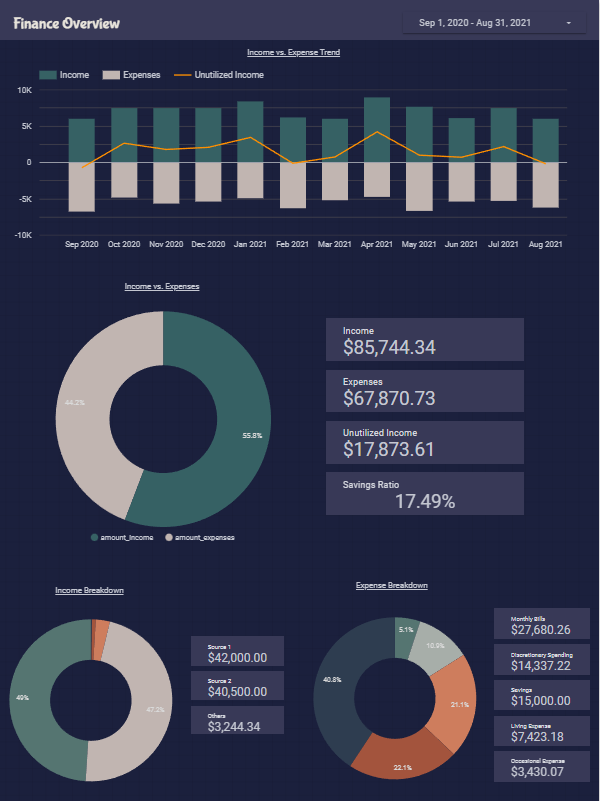 Finance Overview
Sep 1, 2020 - Aug 31, 2021
Income vs. Expense Trend
Income
Expenses
Unutilized Income
10K
5K
0
-5K
-10K
Sep 2020 Oct 2020 Nov 2020 Dec 2020 Jan 2021 Feb 2021 Mar 2021 Apr 2021 May 2021 Jun 2021 Jul 2021 Aug 2021
Income vs. Expenses
44.2%
55.8%
amount_income
amount_expenses
Income
$85,744.34
Expenses
$67,870.73
Unutilized Income
$17,873.61
Savings Ratio
17.49%
Income Breakdown
49%
47.2%
Source 1
$42,000.00
Source 2
$40,500.00
Others
$3,244.34
Expense Breakdown
5.1%
10.9%
40.8%
21.1%
22.1%
Monthly Bills
$27,680.26
Discretionary Spending
$14,337.22
Savings
$15,000.00
Living Expense
$7,423.18
Occasional Expense
$3,430.07